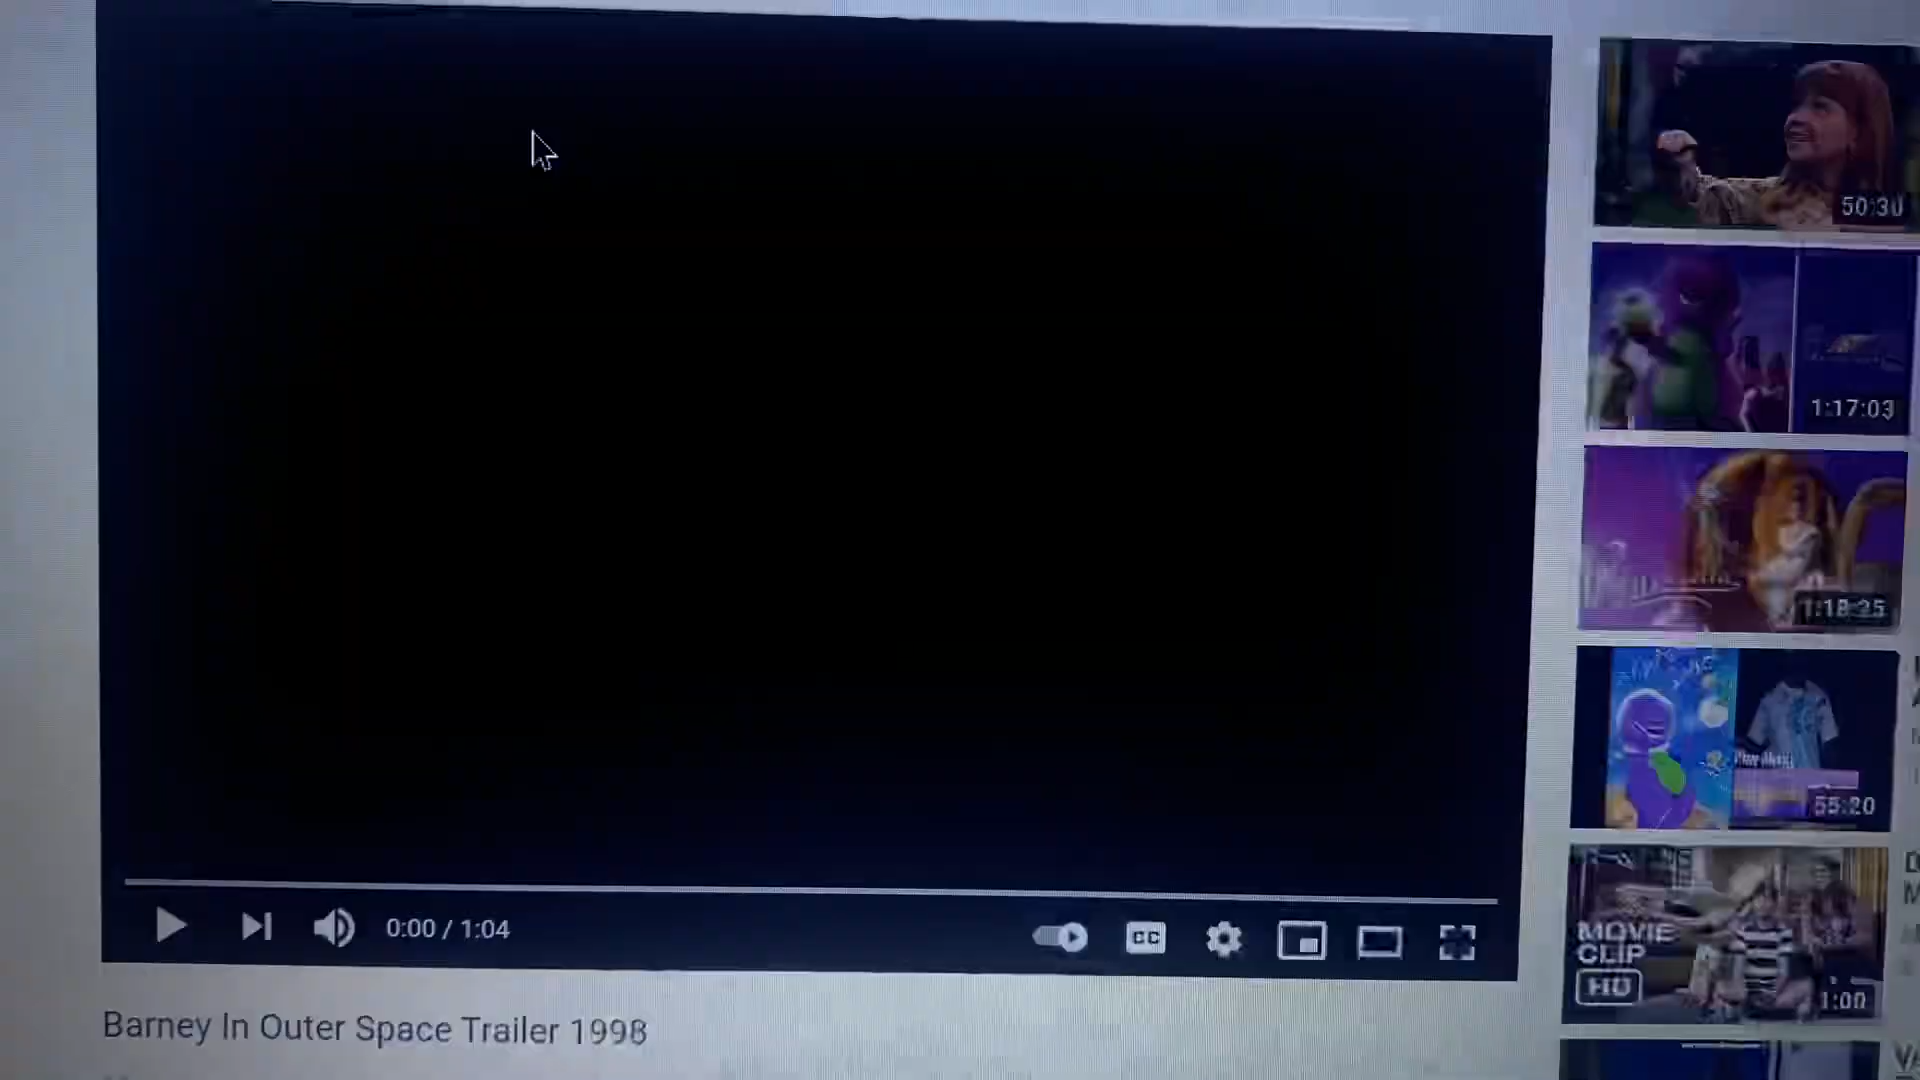 50:30
1:17:03
1:18:25
55:20
MOVIE
CLIP
HD
1:00
0:00 / 1:04
CC
Barney In Outer Space Trailer 1998